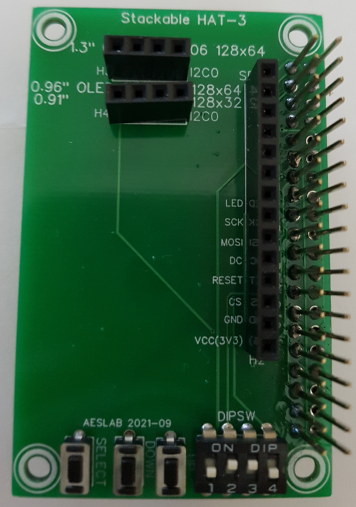 Stackable HAT-3
1.3"
06 128x64
I2C0
0.96" OLE
128x64
0.91"
128x32
H4
I2C0
LED
SCK
MOSI
DC
RESET
CS
GND
VCC(3V3)
AESLAB 2021-09
DIPSW
SELECT
DOWN
ON DIP
1 2 3 4